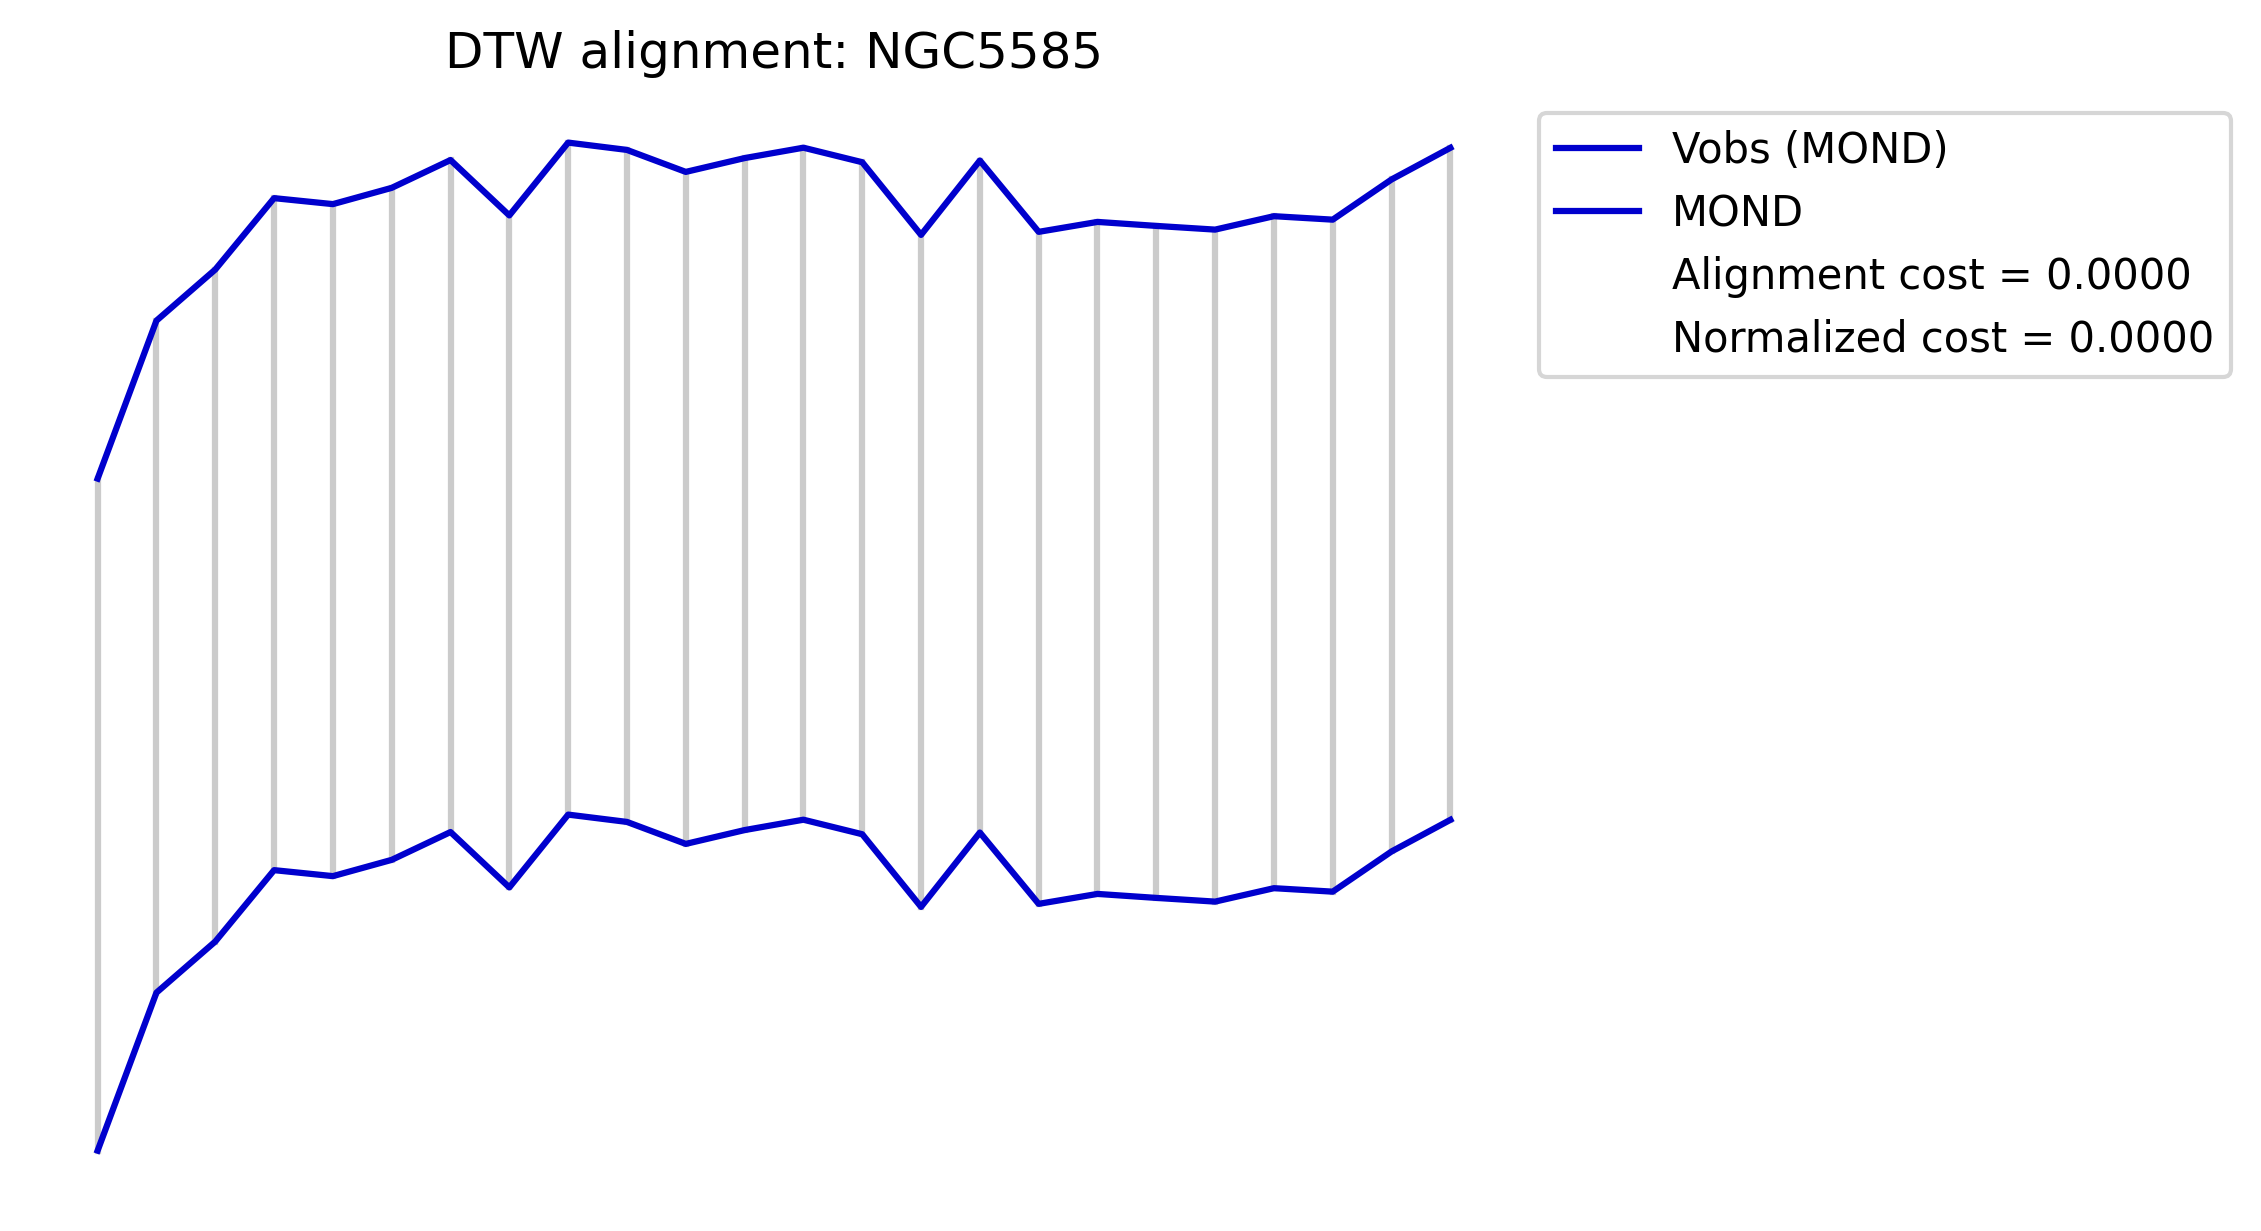 DTW alignment: NGC5585
Vobs (MOND)
MOND
Alignment cost = 0.0000
Normalized cost = 0.0000